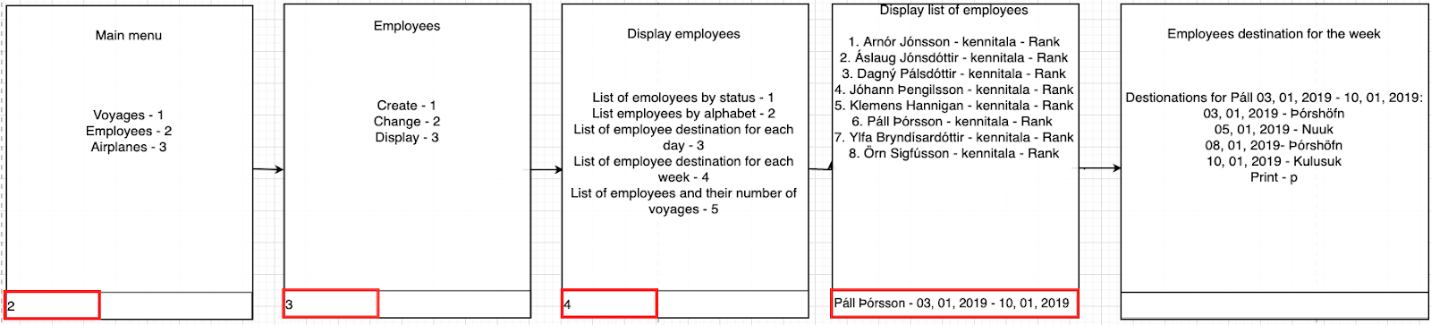 Main menu
Voyages - 1
Employees - 2
Airplanes - 3
2
Employees
Create - 1
Change - 2
Display - 3
3
Display employees
List of emoloyees by status - 1
List employees by alphabet - 2
List of employee destination for each
day - 3
List of employee destination for each
week - 4
List of employees and their number of
voyages - 5
4
Display list of employees
1. Arnór Jónsson - kennitala - Rank
2. Áslaug Jónsdóttir - kennitala - Rank
3. Dagný Pálsdóttir - kennitala - Rank
4. Jóhann Þengilsson - kennitala - Rank
5. Klemens Hannigan - kennitala - Rank
6. Páll Þórsson - kennitala - Rank
7. Ylfa Bryndísardóttir - kennitala - Rank
8. Örn Sigfússon - kennitala - Rank
Páll Þórsson - 03, 01, 2019 - 10, 01, 2019
Employees destination for the week
Destionations for Páll 03, 01, 2019 - 10, 01, 2019:
03, 01, 2019 - Þórshöfn
05, 01, 2019 - Nuuk
08, 01, 2019- Þórshöfn
10, 01, 2019 - Kulusuk
Print - p